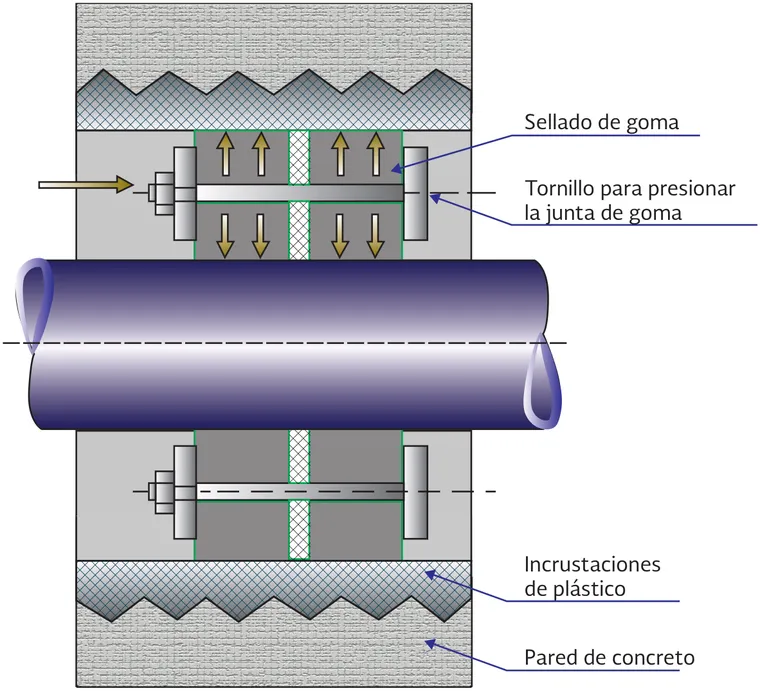 Sellado de goma
Tornillo para presionar
la junta de goma
Incrustaciones
de plástico
Pared de concreto